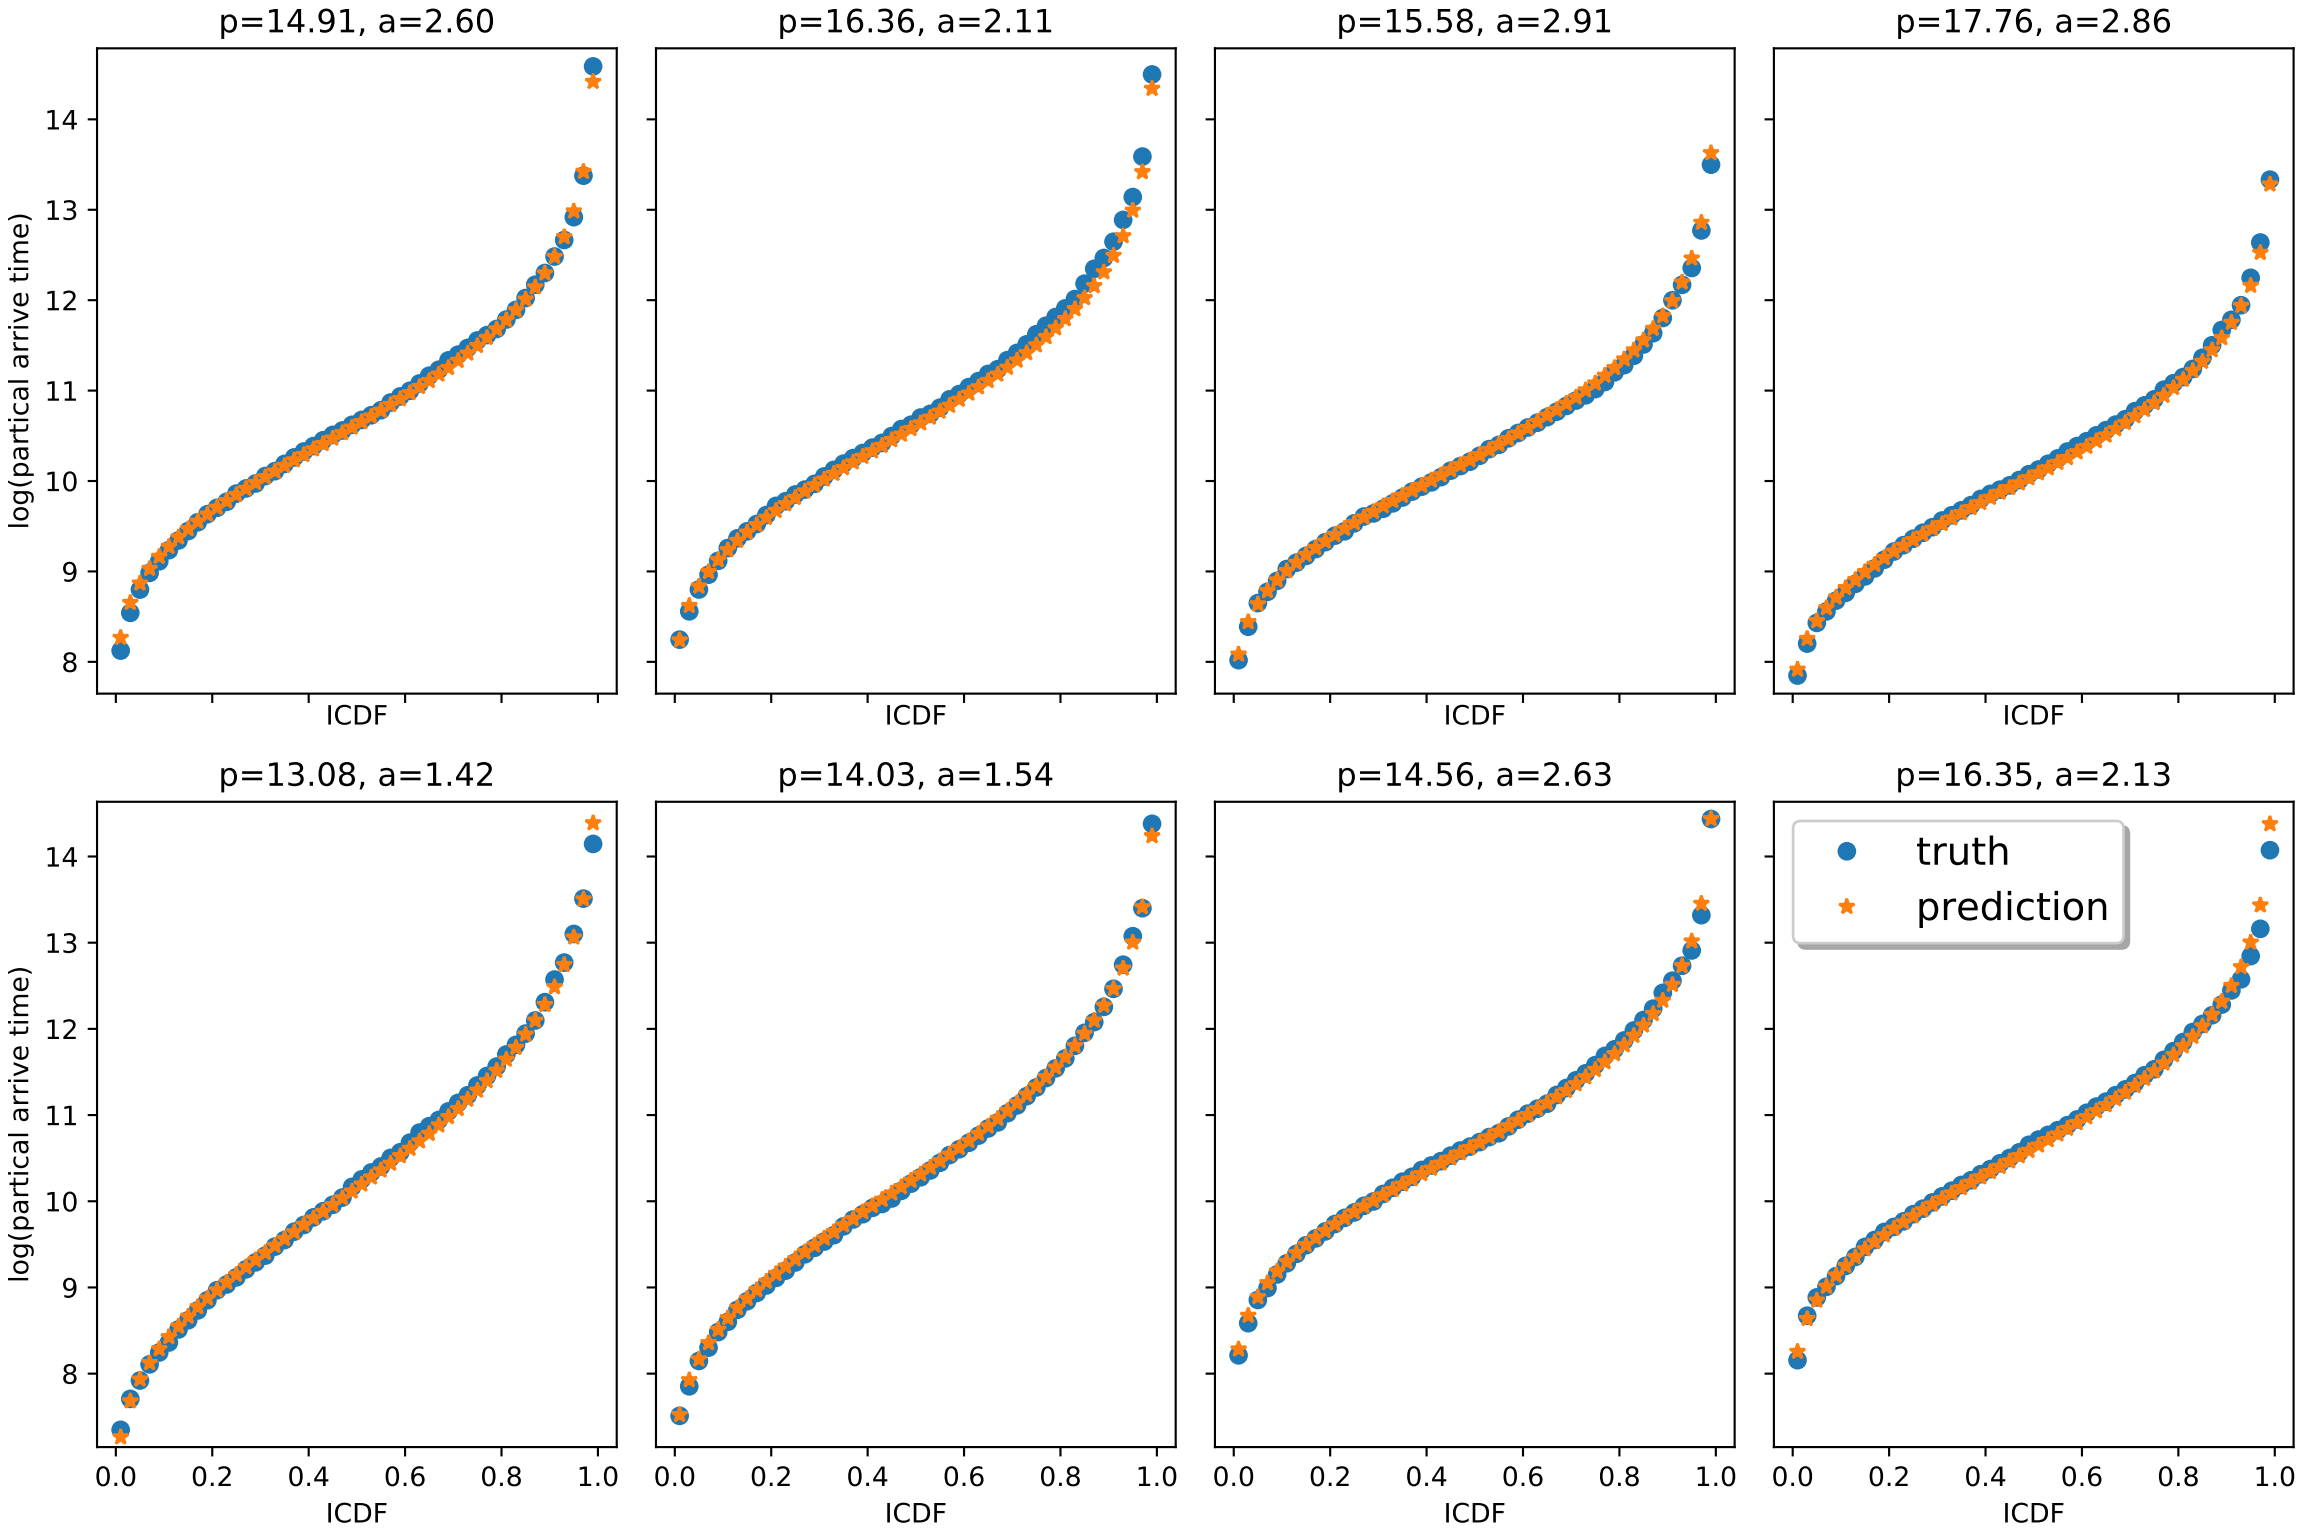 p=14.91, a=2.60
p=16.36, a=2.11
p=15.58, a=2.91
p=17.76, a=2.86
log(partical arrive time)
14
13
12
11
10
9
8
ICDF
ICDF
ICDF
ICDF
p=13.08, a=1.42
p=14.03, a=1.54
p=14.56, a=2.63
p=16.35, a=2.13
truth
prediction
log(partical arrive time)
14
13
12
11
10
9
8
0.0 0.2 0.4 0.6 0.8 1.0
0.0 0.2 0.4 0.6 0.8 1.0
0.0 0.2 0.4 0.6 0.8 1.0
0.0 0.2 0.4 0.6 0.8 1.0
ICDF
ICDF
ICDF
ICDF